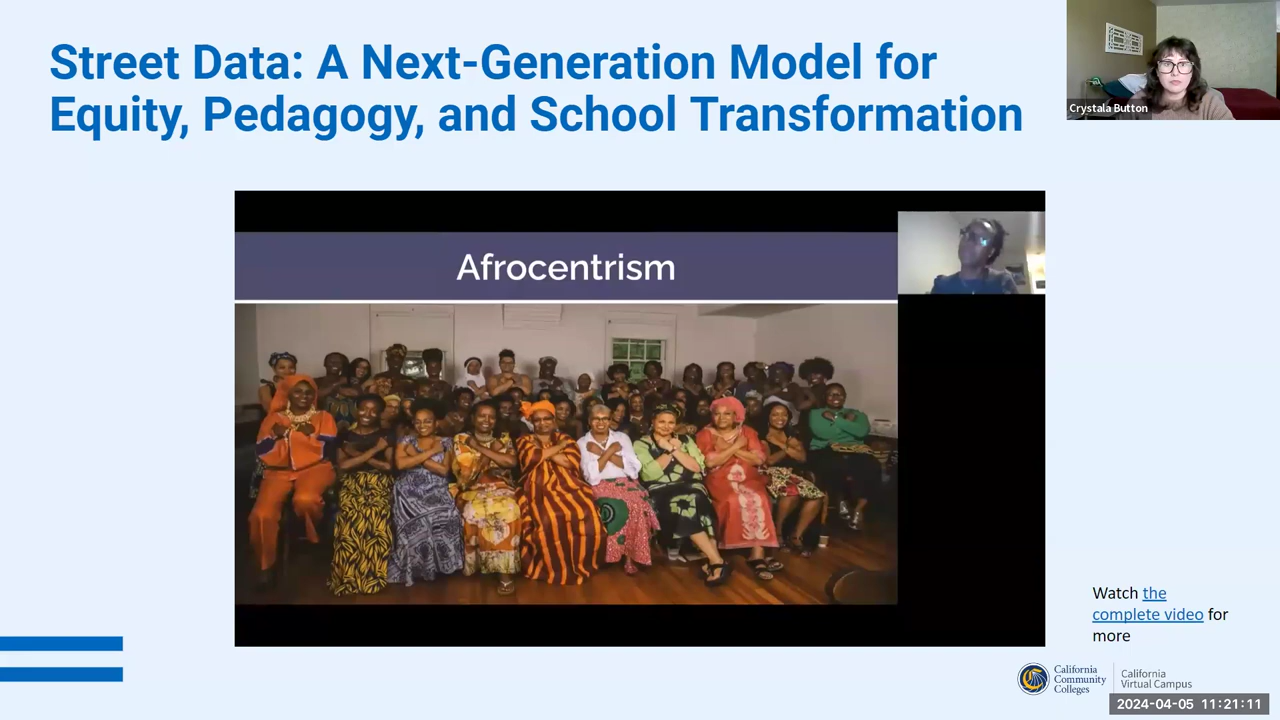 Street Data: A Next-Generation Model for
Equity, Pedagogy, and School Transformation
Crystala Button
Afrocentrism
Watch the
complete video for
more
California
Community
Colleges
California
Virtual Campus
2024-04-05 11:21:11